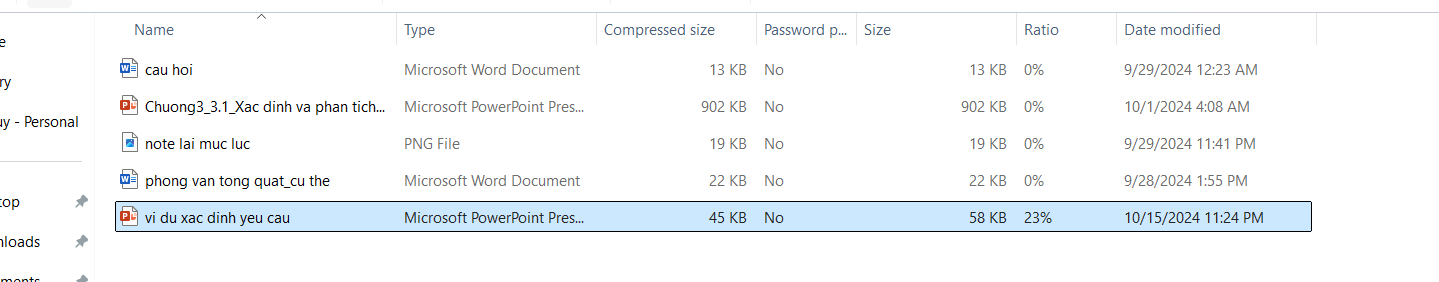 Name Type Compressed size Password p... Size Ratio Date modified
cau hoi Microsoft Word Document 13 KB No 13 KB 0% 9/29/2024 12:23 AM
Chuong3_3.1_Xac dinh va phan tich... Microsoft PowerPoint Pres... 902 KB No 902 KB 0% 10/1/2024 4:08 AM
uy - Personal
note lai muc luc PNG File 19 KB No 19 KB 0% 9/29/2024 11:41 PM
phong van tong quat_cu the Microsoft Word Document 22 KB No 22 KB 0% 9/28/2024 1:55 PM
top
vi du xac dinh yeu cau Microsoft PowerPoint Pres... 45 KB No 58 KB 23% 10/15/2024 11:24 PM
nloads